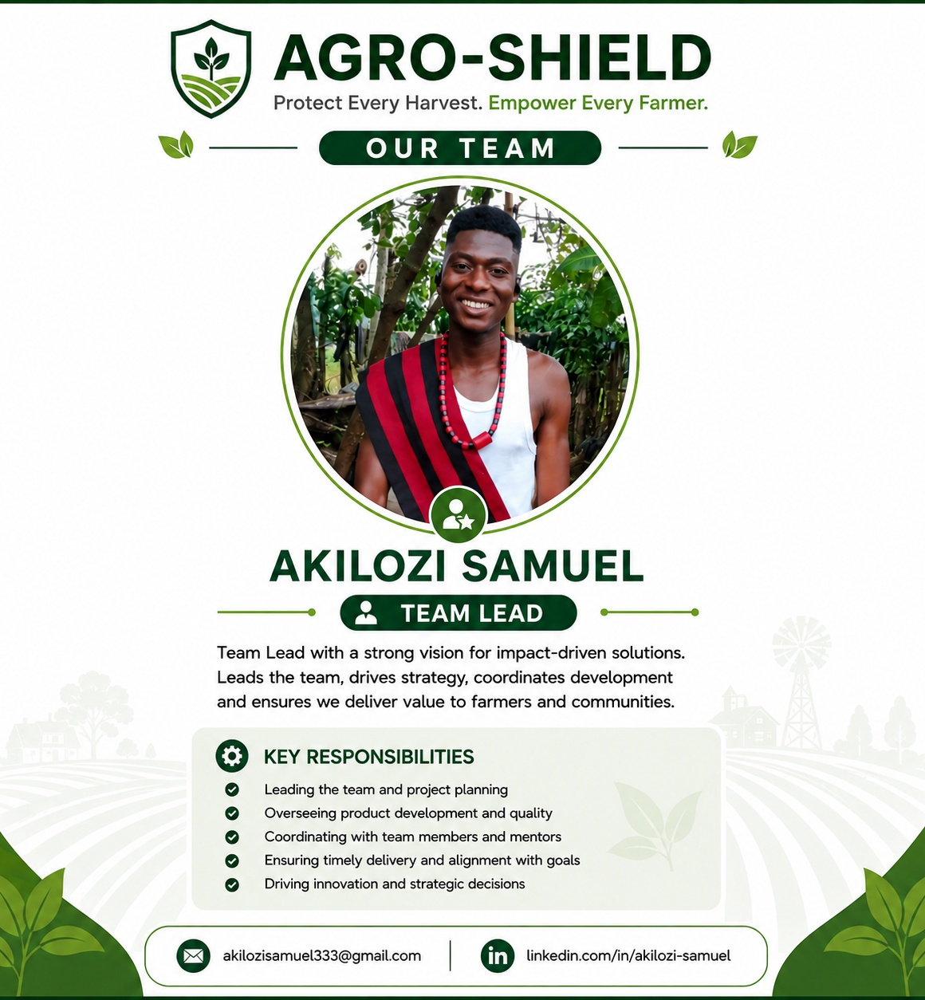 AGRO-SHIELD
Protect Every Harvest. Empower Every Farmer.
OUR TEAM
AKILOZI SAMUEL
TEAM LEAD
Team Lead with a strong vision for impact-driven solutions.
Leads the team, drives strategy, coordinates development
and ensures we deliver value to farmers and communities.
KEY RESPONSIBILITIES
Leading the team and project planning
Overseeing product development and quality
Coordinating with team members and mentors
Ensuring timely delivery and alignment with goals
Driving innovation and strategic decisions
akilozisamuel333@gmail.com
in linkedin.com/in/akilozi-samuel